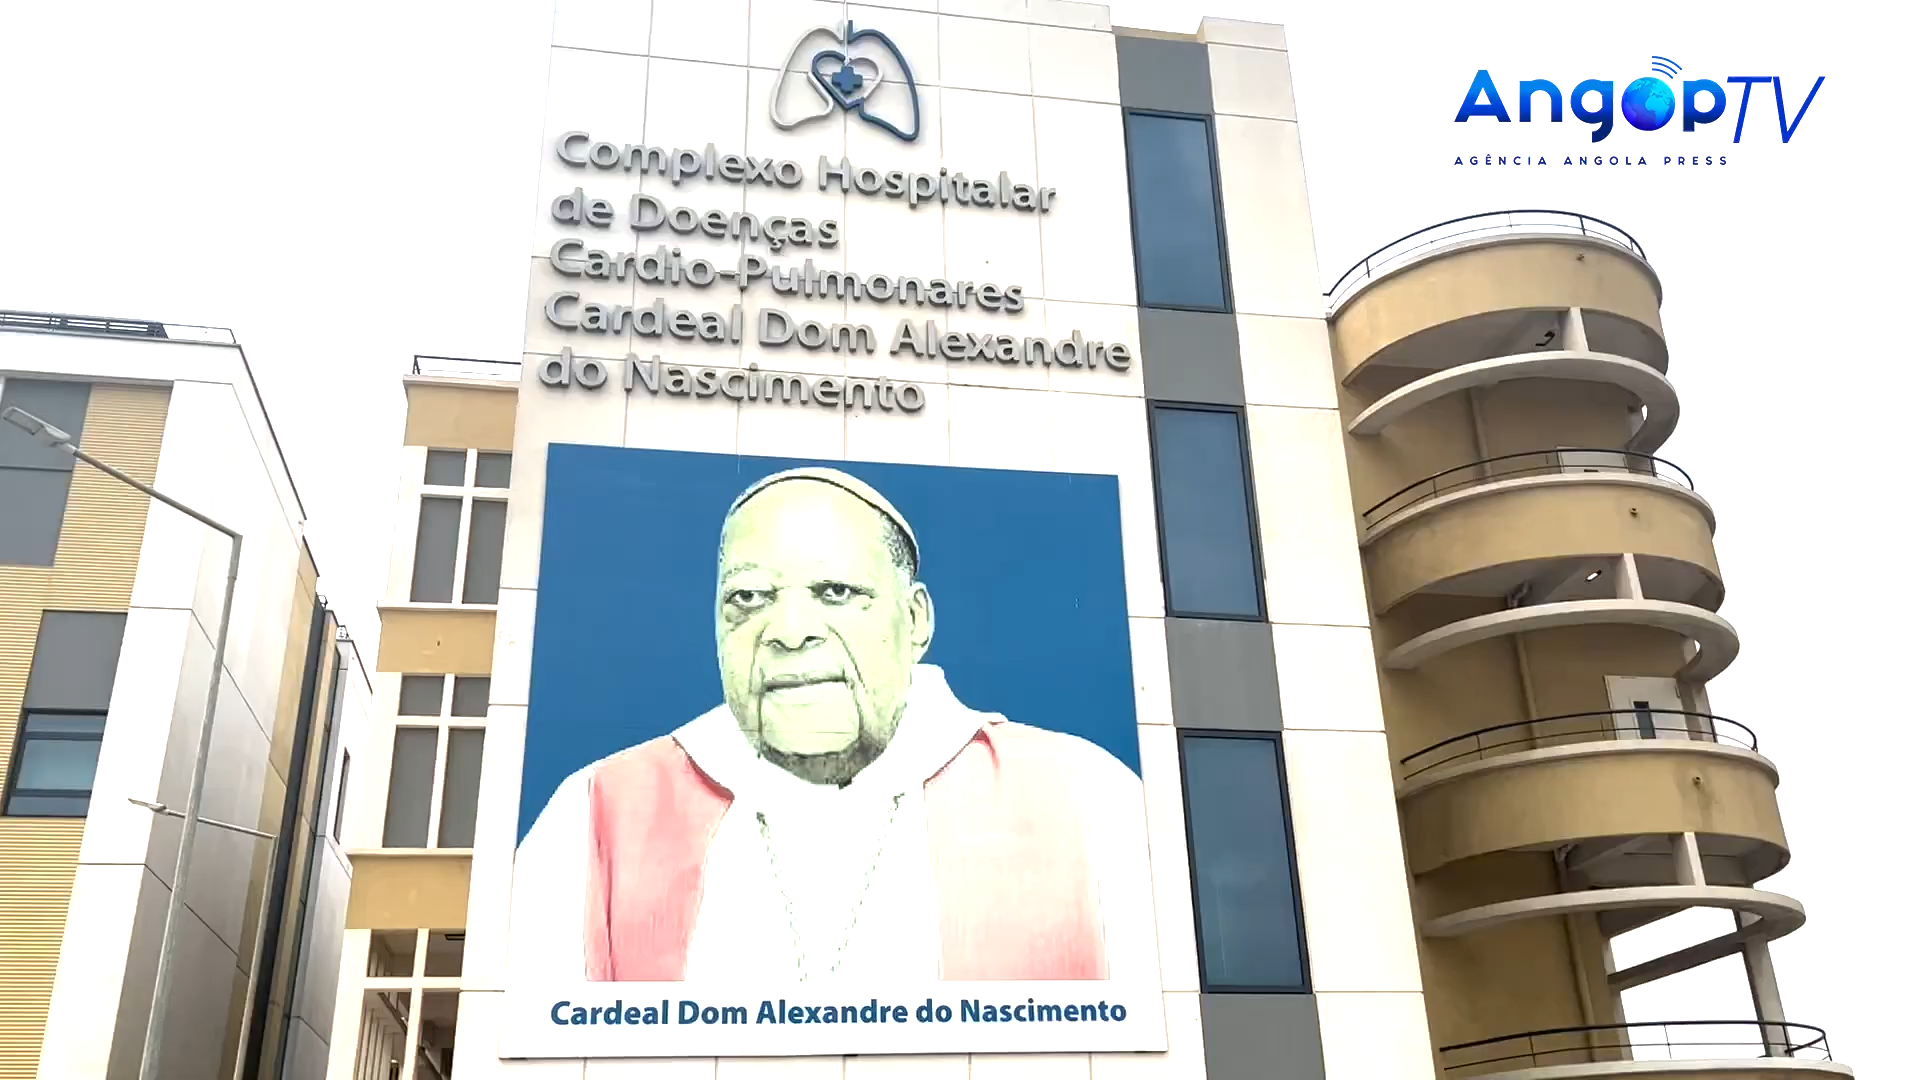 Complexo Hospitalar
de Doenças
Cardio-Pulmonares
Cardeal Dom Alexandre
do Nascimento
Cardeal Dom Alexandre do Nascimento
AngopTV
AGÊNCIA ANGOLA PRESS